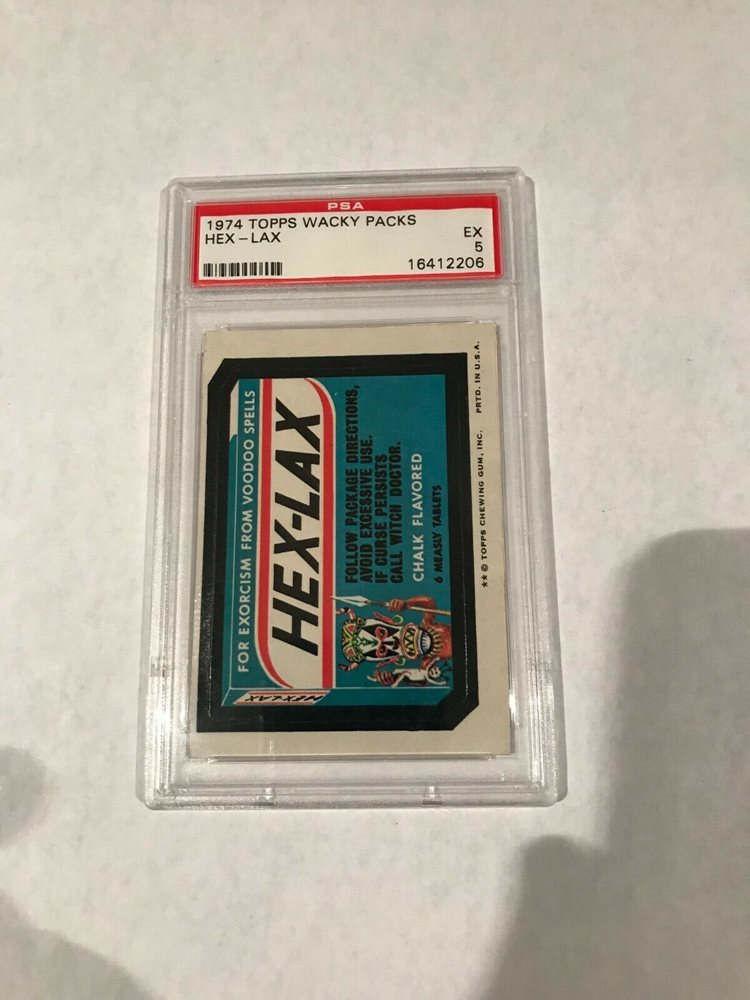 PSA
1974 TOPPS WACKY PACKS
HEX-LAX
EX
5
16412206
FOR EXORCISM FROM VOODOO SPELLS
HEX-LAX
FOLLOW PACKAGE DIRECTIONS,
AVOID EXCESSIVE USE.
IF CURSE PERSISTS
CALL WITCH DOCTOR.
CHALK FLAVORED
6 MEASLY TABLETS
HEX-LAX
★★ © TOPPS CHEWING GUM, INC. PRTD. IN U.S.A.